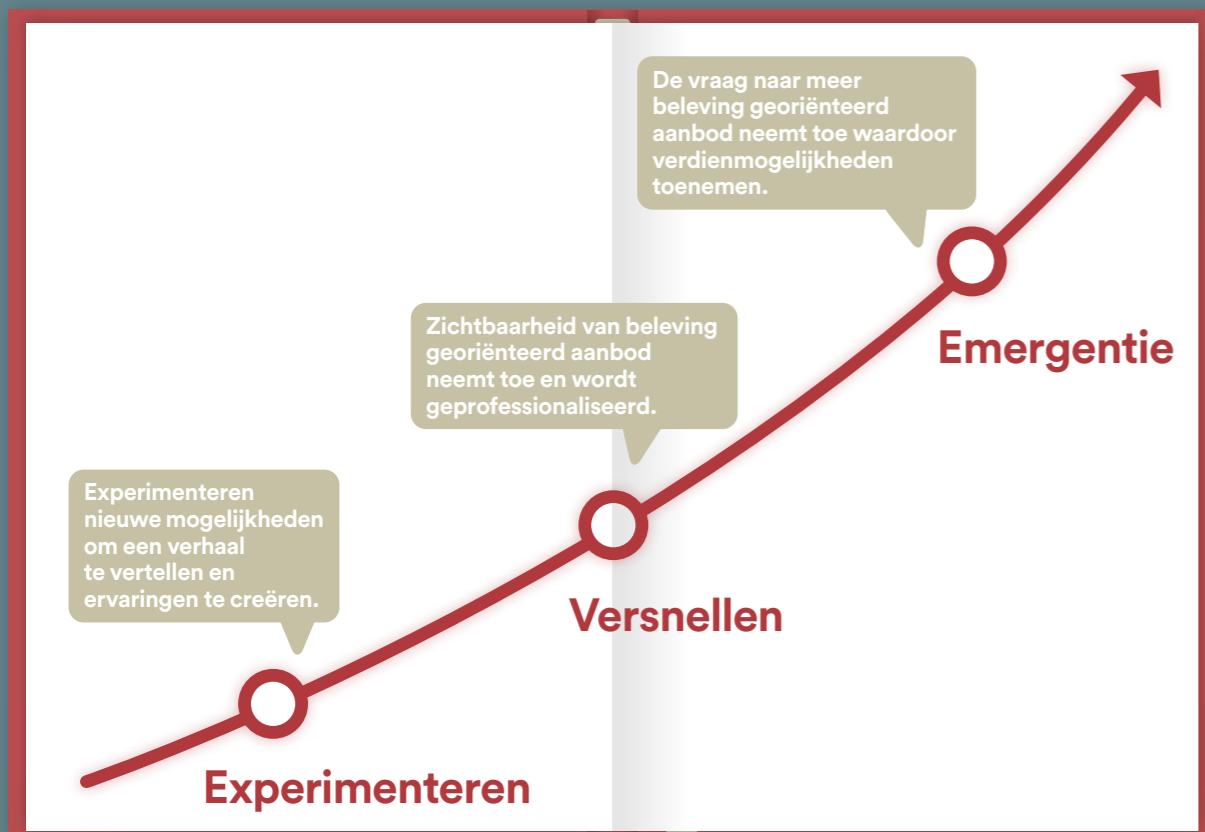 De vraag naar meer
beleving georiënteerd
aanbod neemt toe waardoor
verdienmogelijkheden
toenemen.
Emergentie
Zichtbaarheid van beleving
georiënteerd aanbod
neemt toe en wordt
geprofessionaliseerd.
Versnellen
Experimenteren
nieuwe mogelijkheden
om een verhaal
te vertellen en
ervaringen te creëren.
Experimenteren